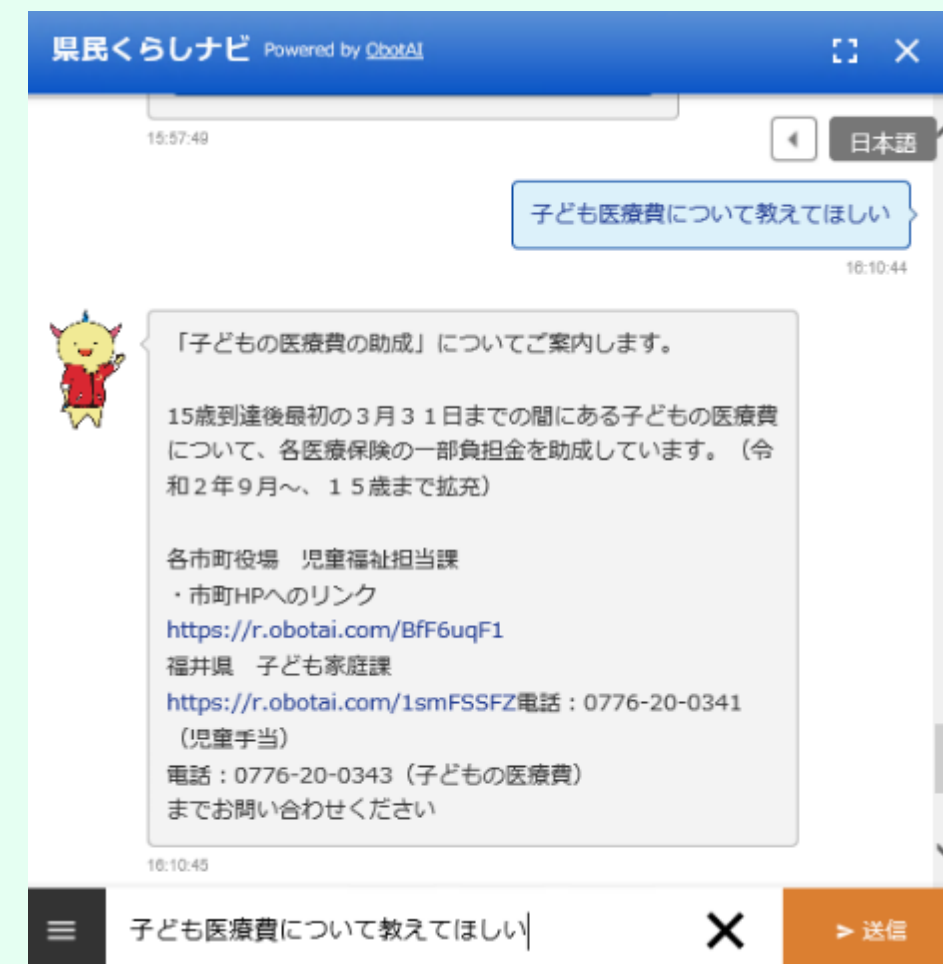 県民くらしナビ Powered by ObotAI
15:57:49
日本語
子ども医療費について教えてほしい
16:10:44
「子どもの医療費の助成」についてご案内します。
15歳到達後最初の３月３１日までの間にある子どもの医療費
について、各医療保険の一部負担金を助成しています。（令
和２年９月～、１５歳まで拡充）
各市町役場　児童福祉担当課
・市町HPへのリンク
https://r.obotai.com/BfF6uqF1
福井県　子ども家庭課
https://r.obotai.com/1smFSSFZ電話：0776-20-0341
（児童手当）
電話：0776-20-0343（子どもの医療費）
までお問い合わせください
16:10:45
子ども医療費について教えてほしい
送信